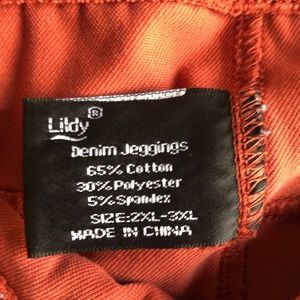 Lildy®
Denim Jeggings
65% Cotton
30% Polyester
5% Spandex
SIZE:2XL-3XL
MADE IN CHINA